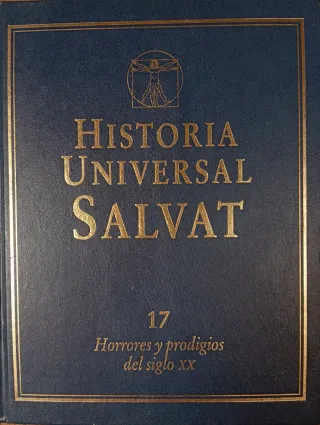 HISTORIA
UNIVERSAL
SALVAT
17
Horrores y prodigios
del siglo XX